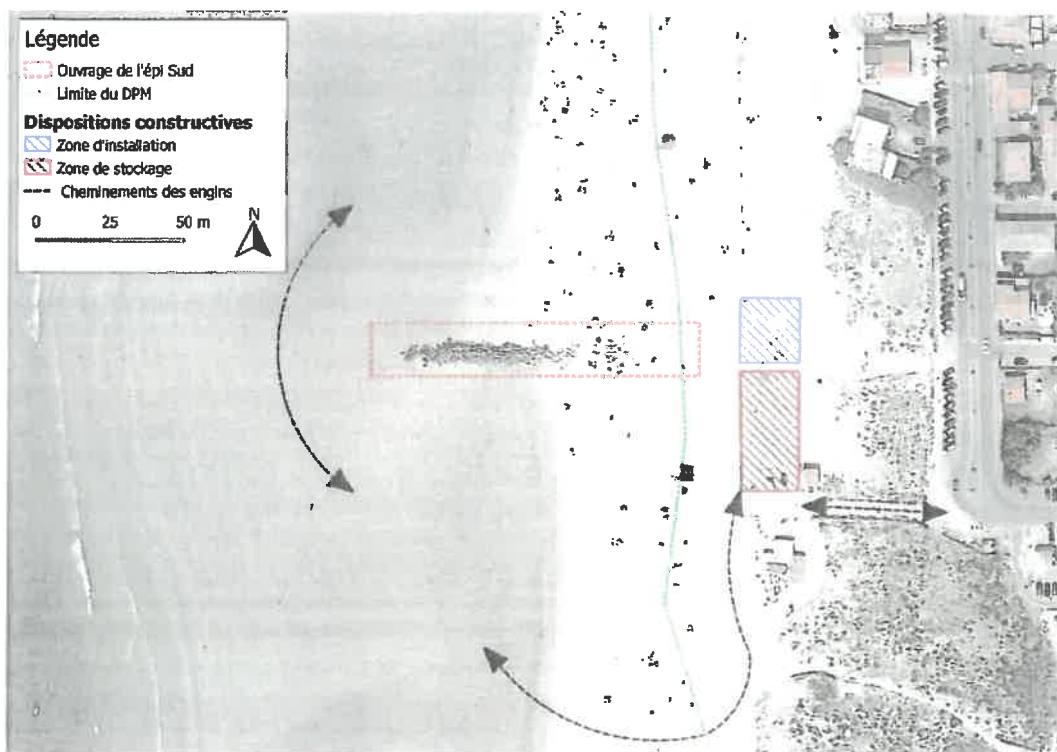 Légende
Ouvrage de l'épi Sud
Limite du DPM
Dispositions constructives
Zone d'installation
Zone de stockage
Cheminements des engins
0 25 50 m
N